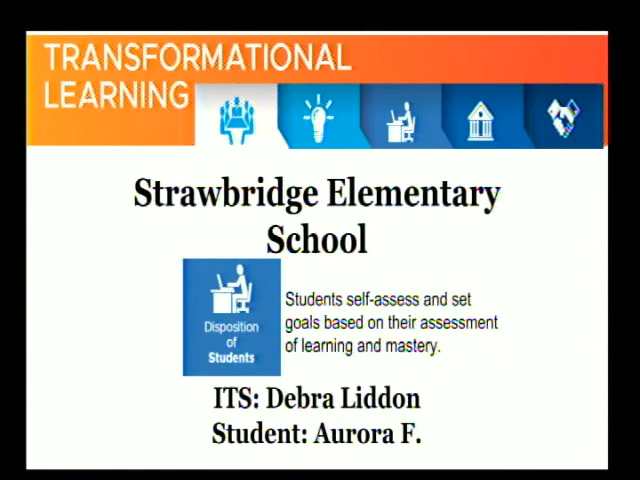 TRANSFORMATIONAL
LEARNING
Strawbridge Elementary
School
Disposition
of
Students
Students self-assess and set
goals based on their assessment
of learning and mastery.
ITS: Debra Liddon
Student: Aurora F.